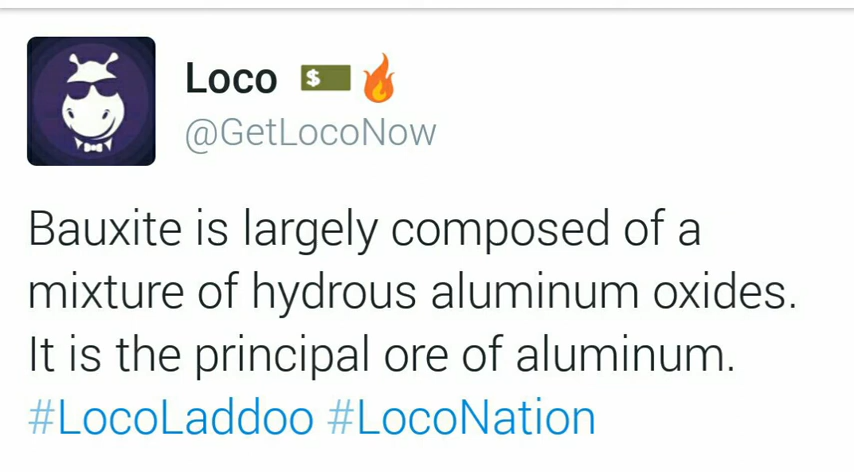 Loco 💵🔥
@GetLocoNow
Bauxite is largely composed of a
mixture of hydrous aluminum oxides.
It is the principal ore of aluminum.
#LocoLaddoo #LocoNation